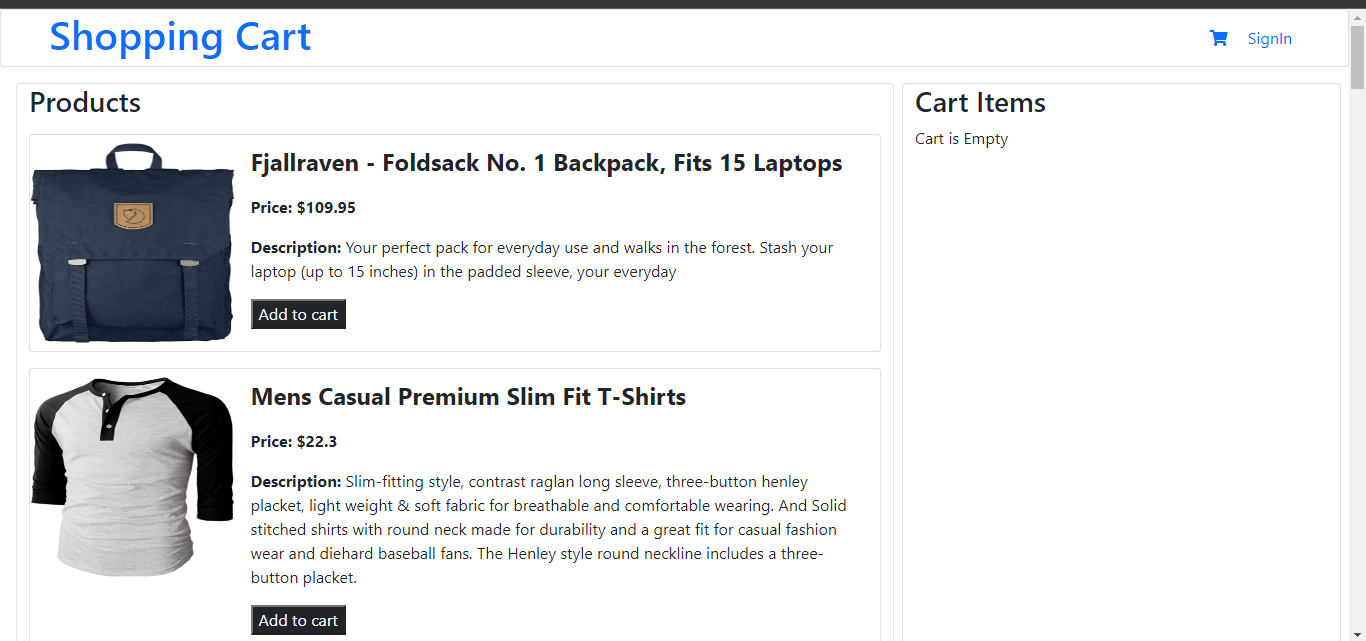 Shopping Cart
SignIn
Products
Fjallraven - Foldsack No. 1 Backpack, Fits 15 Laptops
Price: $109.95
Description: Your perfect pack for everyday use and walks in the forest. Stash your
laptop (up to 15 inches) in the padded sleeve, your everyday
Add to cart
Mens Casual Premium Slim Fit T-Shirts
Price: $22.3
Description: Slim-fitting style, contrast raglan long sleeve, three-button henley
placket, light weight & soft fabric for breathable and comfortable wearing. And Solid
stitched shirts with round neck made for durability and a great fit for casual fashion
wear and diehard baseball fans. The Henley style round neckline includes a three-
button placket.
Add to cart
Cart Items
Cart is Empty